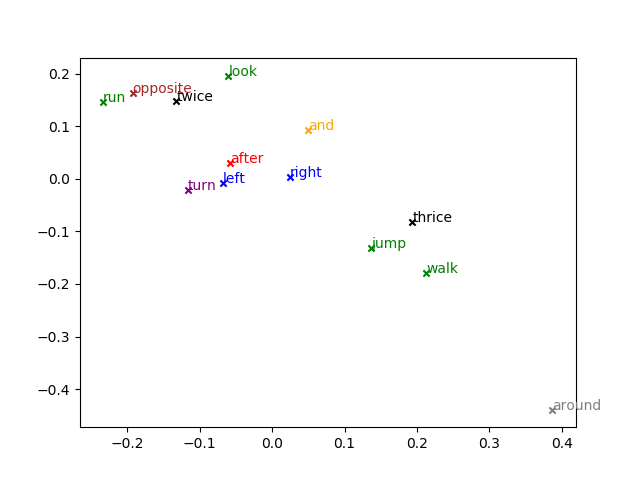 0.2
0.1
0.0
−0.1
−0.2
−0.3
−0.4
look
opposite
run
twice
and
after
right
left
turn
thrice
jump
walk
around
−0.2 −0.1 0.0 0.1 0.2 0.3 0.4